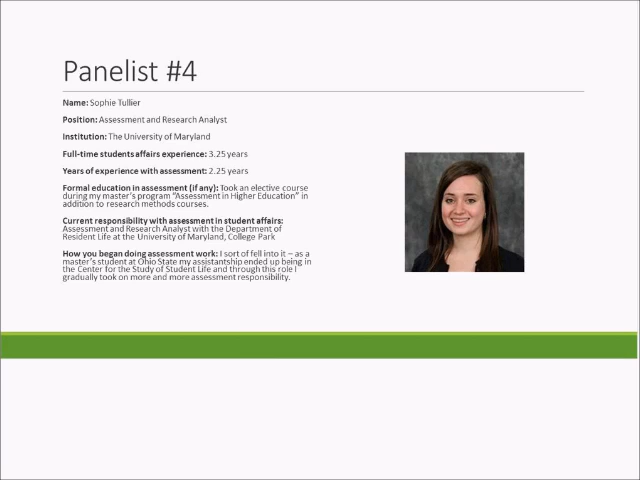 Panelist #4
Name: Sophie Tullier
Position: Assessment and Research Analyst
Institution: The University of Maryland
Full-time students affairs experience: 3.25 years
Years of experience with assessment: 2.25 years
Formal education in assessment (if any): Took an elective course
during my master's program "Assessment in Higher Education" in
addition to research methods courses.
Current responsibility with assessment in student affairs:
Assessment and Research Analyst with the Department of
Resident Life at the University of Maryland, College Park
How you began doing assessment work: I sort of fell into it – as a
master's student at Ohio State my assistantship ended up being in
the Center for the Study of Student Life and through this role I
gradually took on more and more assessment responsibility.